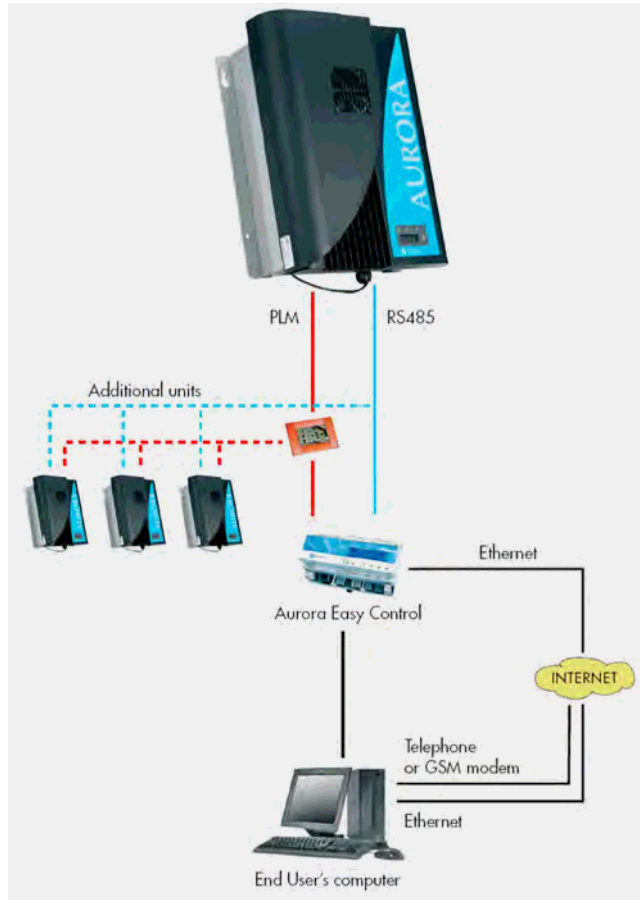 AURORA
PLM
RS485
Additional units
Ethernet
Aurora Easy Control
INTERNET
Telephone
or GSM modem
Ethernet
End User's computer